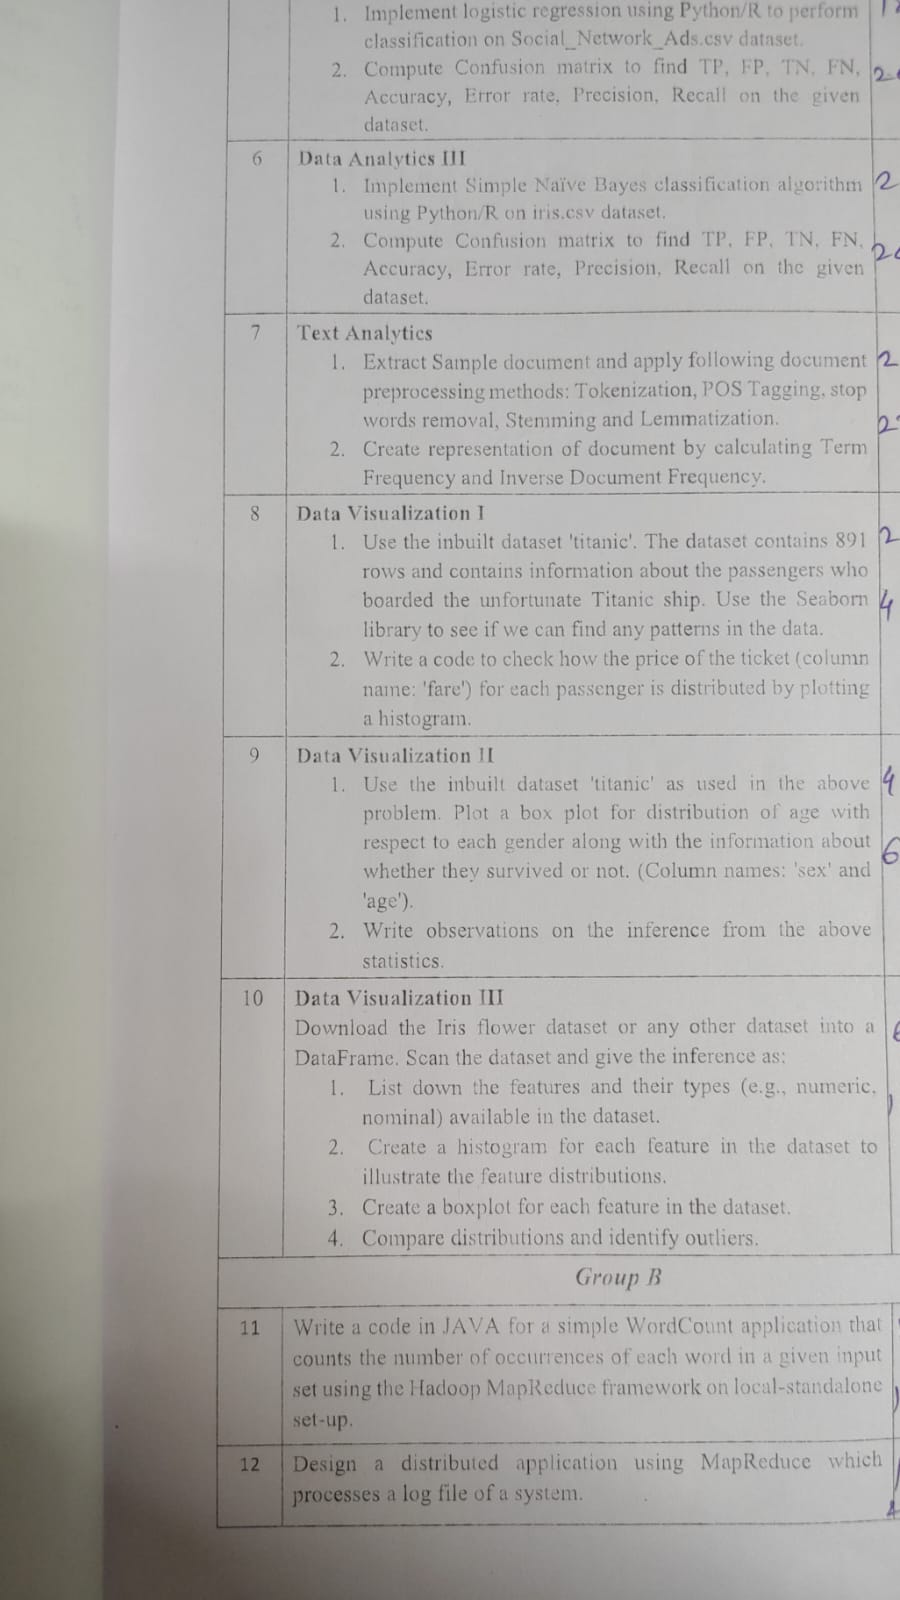 1. Implement logistic regression using Python/R to perform
classification on Social_Network_Ads.csv dataset.
2. Compute Confusion matrix to find TP, FP, TN, FN,
Accuracy, Error rate, Precision, Recall on the given
dataset.
6 Data Analytics III
1. Implement Simple Naïve Bayes classification algorithm 2
using Python/R on iris.csv dataset.
2. Compute Confusion matrix to find TP, FP, TN, FN,
Accuracy, Error rate, Precision, Recall on the given
dataset.
7 Text Analytics
1. Extract Sample document and apply following document 2
preprocessing methods: Tokenization, POS Tagging, stop
words removal, Stemming and Lemmatization.
2. Create representation of document by calculating Term
Frequency and Inverse Document Frequency.
8 Data Visualization I
1. Use the inbuilt dataset 'titanic'. The dataset contains 891 2
rows and contains information about the passengers who
boarded the unfortunate Titanic ship. Use the Seaborn 4
library to see if we can find any patterns in the data.
2. Write a code to check how the price of the ticket (column
name: 'fare') for each passenger is distributed by plotting
a histogram.
9 Data Visualization II
1. Use the inbuilt dataset 'titanic' as used in the above 4
problem. Plot a box plot for distribution of age with
respect to each gender along with the information about 6
whether they survived or not. (Column names: 'sex' and
'age').
2. Write observations on the inference from the above
statistics.
10 Data Visualization III
Download the Iris flower dataset or any other dataset into a
DataFrame. Scan the dataset and give the inference as:
1. List down the features and their types (e.g., numeric,
nominal) available in the dataset.
2. Create a histogram for each feature in the dataset to
illustrate the feature distributions.
3. Create a boxplot for each feature in the dataset.
4. Compare distributions and identify outliers.
Group B
11 Write a code in JAVA for a simple WordCount application that
counts the number of occurrences of each word in a given input
set using the Hadoop MapReduce framework on local-standalone
set-up.
12 Design a distributed application using MapReduce which
processes a log file of a system.